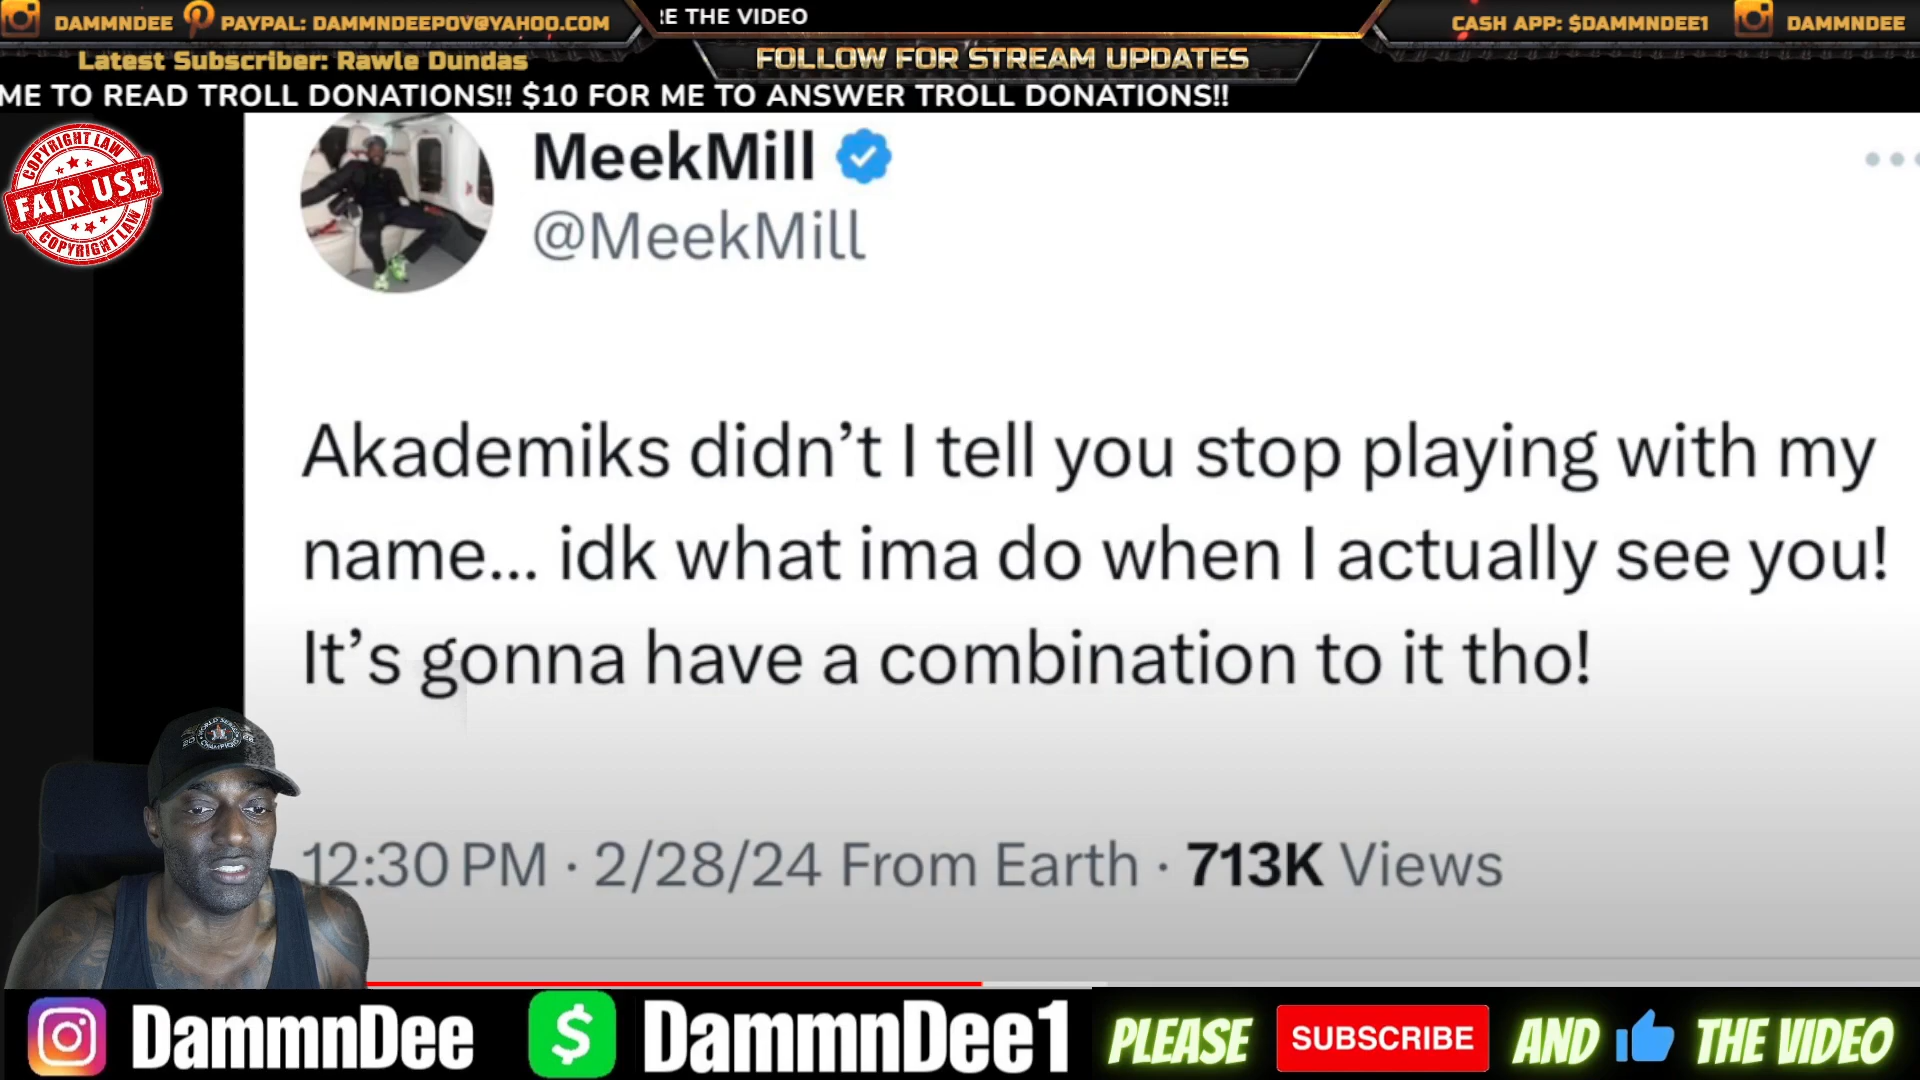 DAMMNDEE
PAYPAL: DAMMNDEEPOV@YAHOO.COM
E THE VIDEO
CASH APP: $DAMMNDEE1
DAMMNDEE
Latest Subscriber: Rawle Dundas
FOLLOW FOR STREAM UPDATES
ME TO READ TROLL DONATIONS!! $10 FOR ME TO ANSWER TROLL DONATIONS!!
COPYRIGHT LAW
FAIR USE
COPYRIGHT LAW
MeekMill
@MeekMill
Akademiks didn’t I tell you stop playing with my
name... idk what ima do when I actually see you!
It’s gonna have a combination to it tho!
WORLD SERIES
CHAMPIONS
12:30 PM · 2/28/24 From Earth · 713K Views
DammnDee
$
DammnDee1
PLEASE
SUBSCRIBE
AND
THE VIDEO